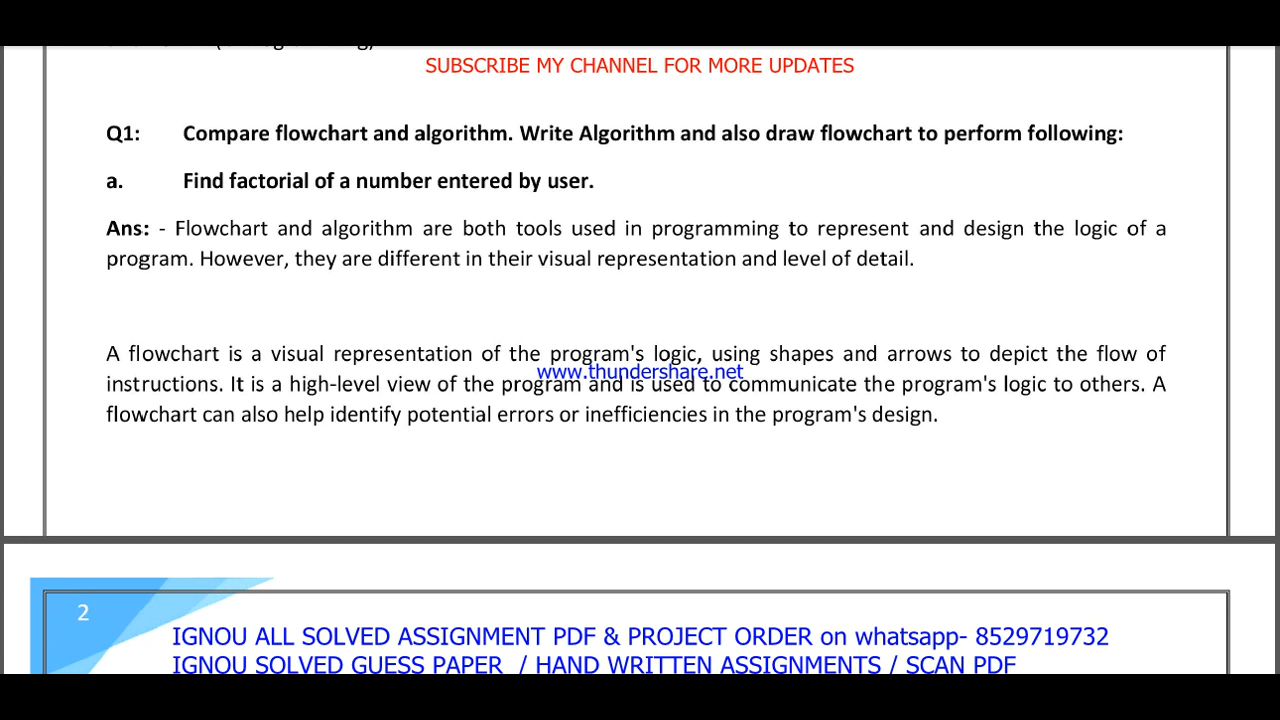 SUBSCRIBE MY CHANNEL FOR MORE UPDATES
Q1: Compare flowchart and algorithm. Write Algorithm and also draw flowchart to perform following:
a. Find factorial of a number entered by user.
Ans: - Flowchart and algorithm are both tools used in programming to represent and design the logic of a
program. However, they are different in their visual representation and level of detail.
A flowchart is a visual representation of the program's logic, using shapes and arrows to depict the flow of
www.thundershare.net
instructions. It is a high-level view of the program and is used to communicate the program's logic to others. A
flowchart can also help identify potential errors or inefficiencies in the program's design.
2
IGNOU ALL SOLVED ASSIGNMENT PDF & PROJECT ORDER on whatsapp- 8529719732
IGNOU SOLVED GUESS PAPER / HAND WRITTEN ASSIGNMENTS / SCAN PDF